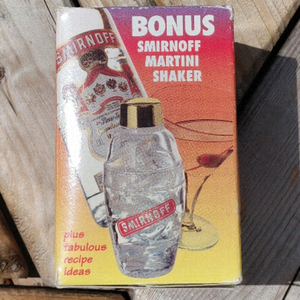 BONUS
SMIRNOFF
MARTINI
SHAKER
SMIRNOFF
SMIRNOFF
plus
fabulous
recipe
ideas